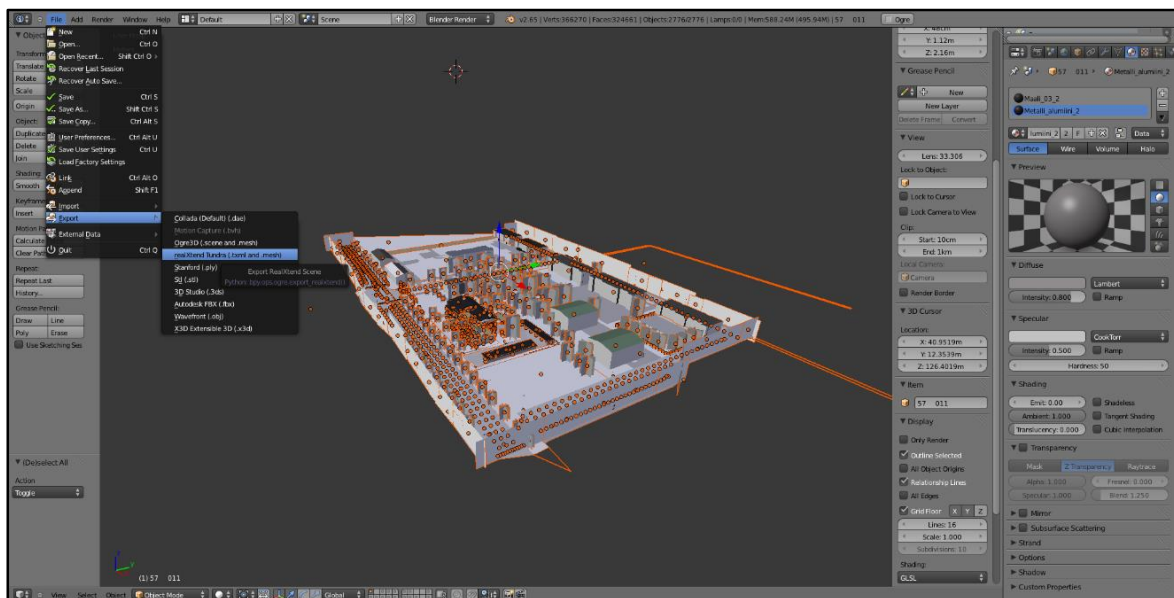 File Add Render Window Help Default Scene Blender Render v2.65 | Verts:366270 | Faces:324661 | Objects:2776/2776 | Lamps:0/0 | Mem:588.24M (495.94M) | 57 011 Ogre
New Ctrl N
Open... Ctrl O
Open Recent... Shift Ctrl O
Recover Last Session
Recover Auto Save...
Save Ctrl S
Save As... Shift Ctrl S
Save Copy... Ctrl Alt S
User Preferences... Ctrl Alt U
Save User Settings Ctrl U
Load Factory Settings
Link Ctrl Alt O
Append Shift F1
Import
Export
External Data
Quit Ctrl Q
Collada (Default) (.dae)
Motion Capture (.bvh)
Ogre3D (.scene and .mesh)
realXtend Tundra (.txml and .mesh)
Stanford (.ply)
Stl (.stl)
3D Studio (.3ds)
Autodesk FBX (.fbx)
Wavefront (.obj)
X3D Extensible 3D (.x3d)
Export RealXtend Scene
Python: bpy.ops.ogre.export_realxtend()
Translate
Rotate
Scale
Origin
Object:
Duplicate
Delete
Join
Shading:
Smooth
Insert
Calculate
Clear Pat
Repeat:
Repeat Last
History...
Grease Pencil:
Draw Line
Poly Erase
Use Sketching Ses
(De)select All
Action
Toggle
(1) 57 011
View Select Object Object Mode Global
Y: 1.12m
Z: 2.16m
Grease Pencil
New
New Layer
Delete Frame Convert
View
Lens: 33.306
Lock to Object:
Lock to Cursor
Lock Camera to View
Clip:
Start: 10cm
End: 1km
Local Camera:
Camera
Render Border
3D Cursor
Location:
X: 40.9519m
Y: 12.3539m
Z: 126.4019m
Item
57 011
Display
Only Render
Outline Selected
All Object Origins
Relationship Lines
All Edges
Grid Floor X Y Z
Lines: 16
Scale: 1.000
Subdivisions: 10
Shading:
GLSL
57 011 Metalli_alumiini_2
Maali_03_2
Metalli_alumiini_2
lumiini_2 2 F Data
Surface Wire Volume Halo
Preview
Diffuse
Lambert
Intensity: 0.800 Ramp
Specular
CookTorr
Intensity: 0.500 Ramp
Hardness: 50
Shading
Emit: 0.00 Shadeless
Ambient: 1.000 Tangent Shading
Translucency: 0.000 Cubic Interpolation
Transparency
Mask Z Transparency Raytrace
Alpha: 1.000 Fresnel: 0.000
Specular: 1.000 Blend: 1.250
Mirror
Subsurface Scattering
Strand
Options
Shadow
Custom Properties